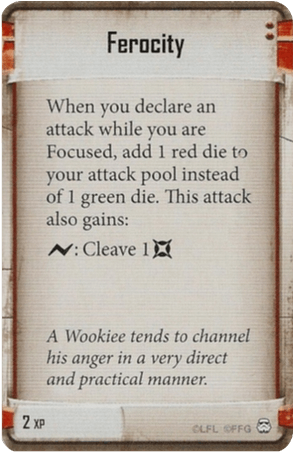 Ferocity
When you declare an
attack while you are
Focused, add 1 red die to
your attack pool instead
of 1 green die. This attack
also gains:
: Cleave 1
A Wookiee tends to channel
his anger in a very direct
and practical manner.
2 XP
©LFL ©FFG